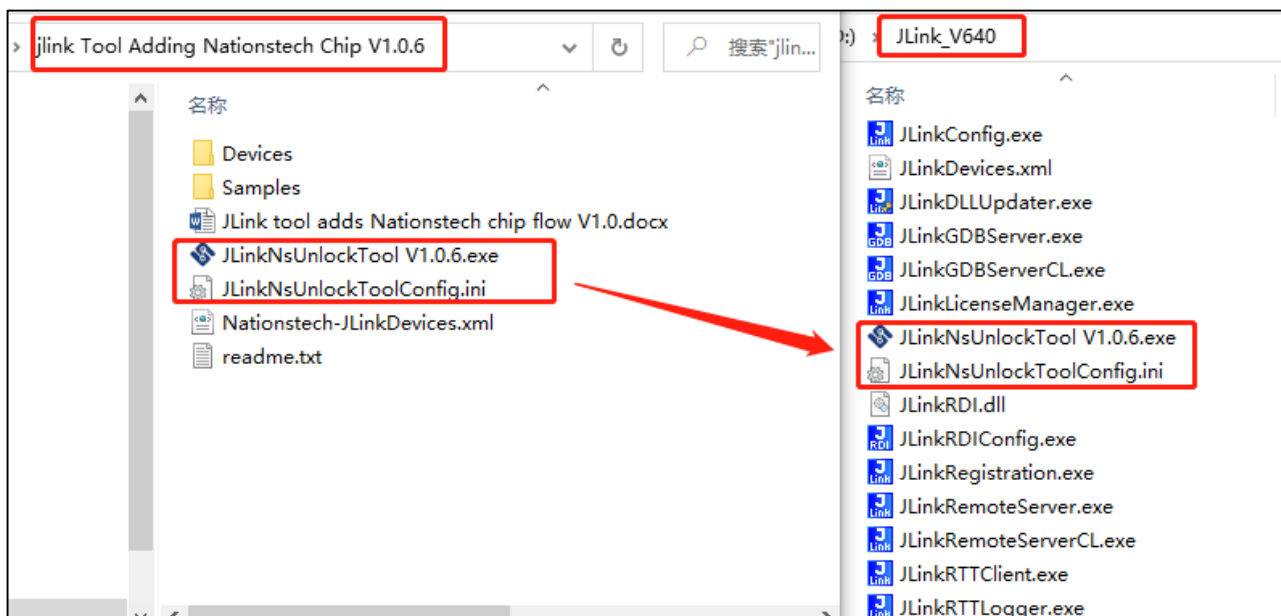 jlink Tool Adding Nationstech Chip V1.0.6
搜索"jlin...
名称
Devices
Samples
JLink tool adds Nationstech chip flow V1.0.docx
JLinkNsUnlockTool V1.0.6.exe
JLinkNsUnlockToolConfig.ini
Nationstech-JLinkDevices.xml
readme.txt
:)
JLink_V640
名称
JLinkConfig.exe
JLinkDevices.xml
JLinkDLLUpdater.exe
JLinkGDBServer.exe
JLinkGDBServerCL.exe
JLinkLicenseManager.exe
JLinkNsUnlockTool V1.0.6.exe
JLinkNsUnlockToolConfig.ini
JLinkRDI.dll
JLinkRDIConfig.exe
JLinkRegistration.exe
JLinkRemoteServer.exe
JLinkRemoteServerCL.exe
JLinkRTTClient.exe
JLinkRTTLogger.exe